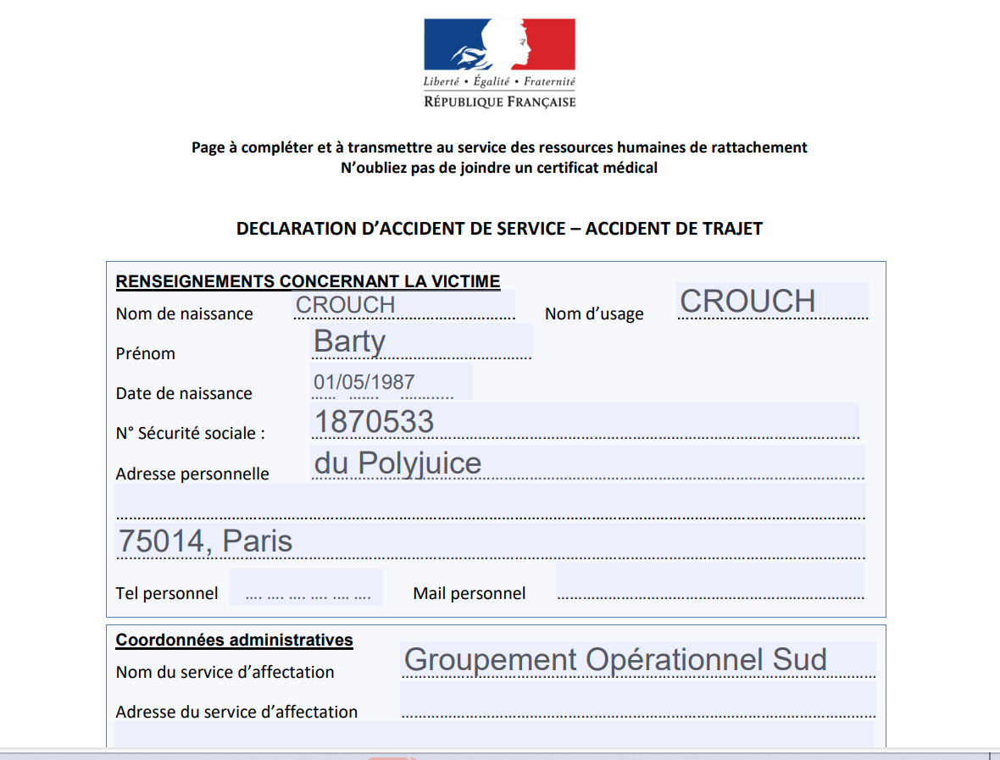 Liberté • Égalité • Fraternité
RÉPUBLIQUE FRANÇAISE
Page à compléter et à transmettre au service des ressources humaines de rattachement
N’oubliez pas de joindre un certificat médical
DECLARATION D’ACCIDENT DE SERVICE – ACCIDENT DE TRAJET
RENSEIGNEMENTS CONCERNANT LA VICTIME
Nom de naissance CROUCH Nom d’usage CROUCH
Prénom Barty
Date de naissance 01/05/1987
N° Sécurité sociale : 1870533
Adresse personnelle du Polyjuice
75014, Paris
Tel personnel Mail personnel
Coordonnées administratives
Nom du service d’affectation Groupement Opérationnel Sud
Adresse du service d’affectation